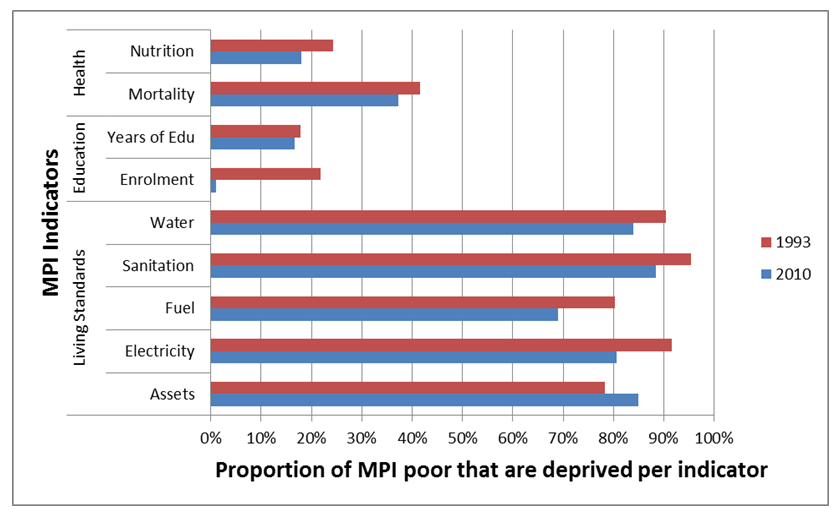 MPI Indicators
Health
Nutrition
Mortality
Education
Years of Edu
Enrolment
Living Standards
Water
Sanitation
Fuel
Electricity
Assets
1993
2010
0% 10% 20% 30% 40% 50% 60% 70% 80% 90% 100%
Proportion of MPI poor that are deprived per indicator